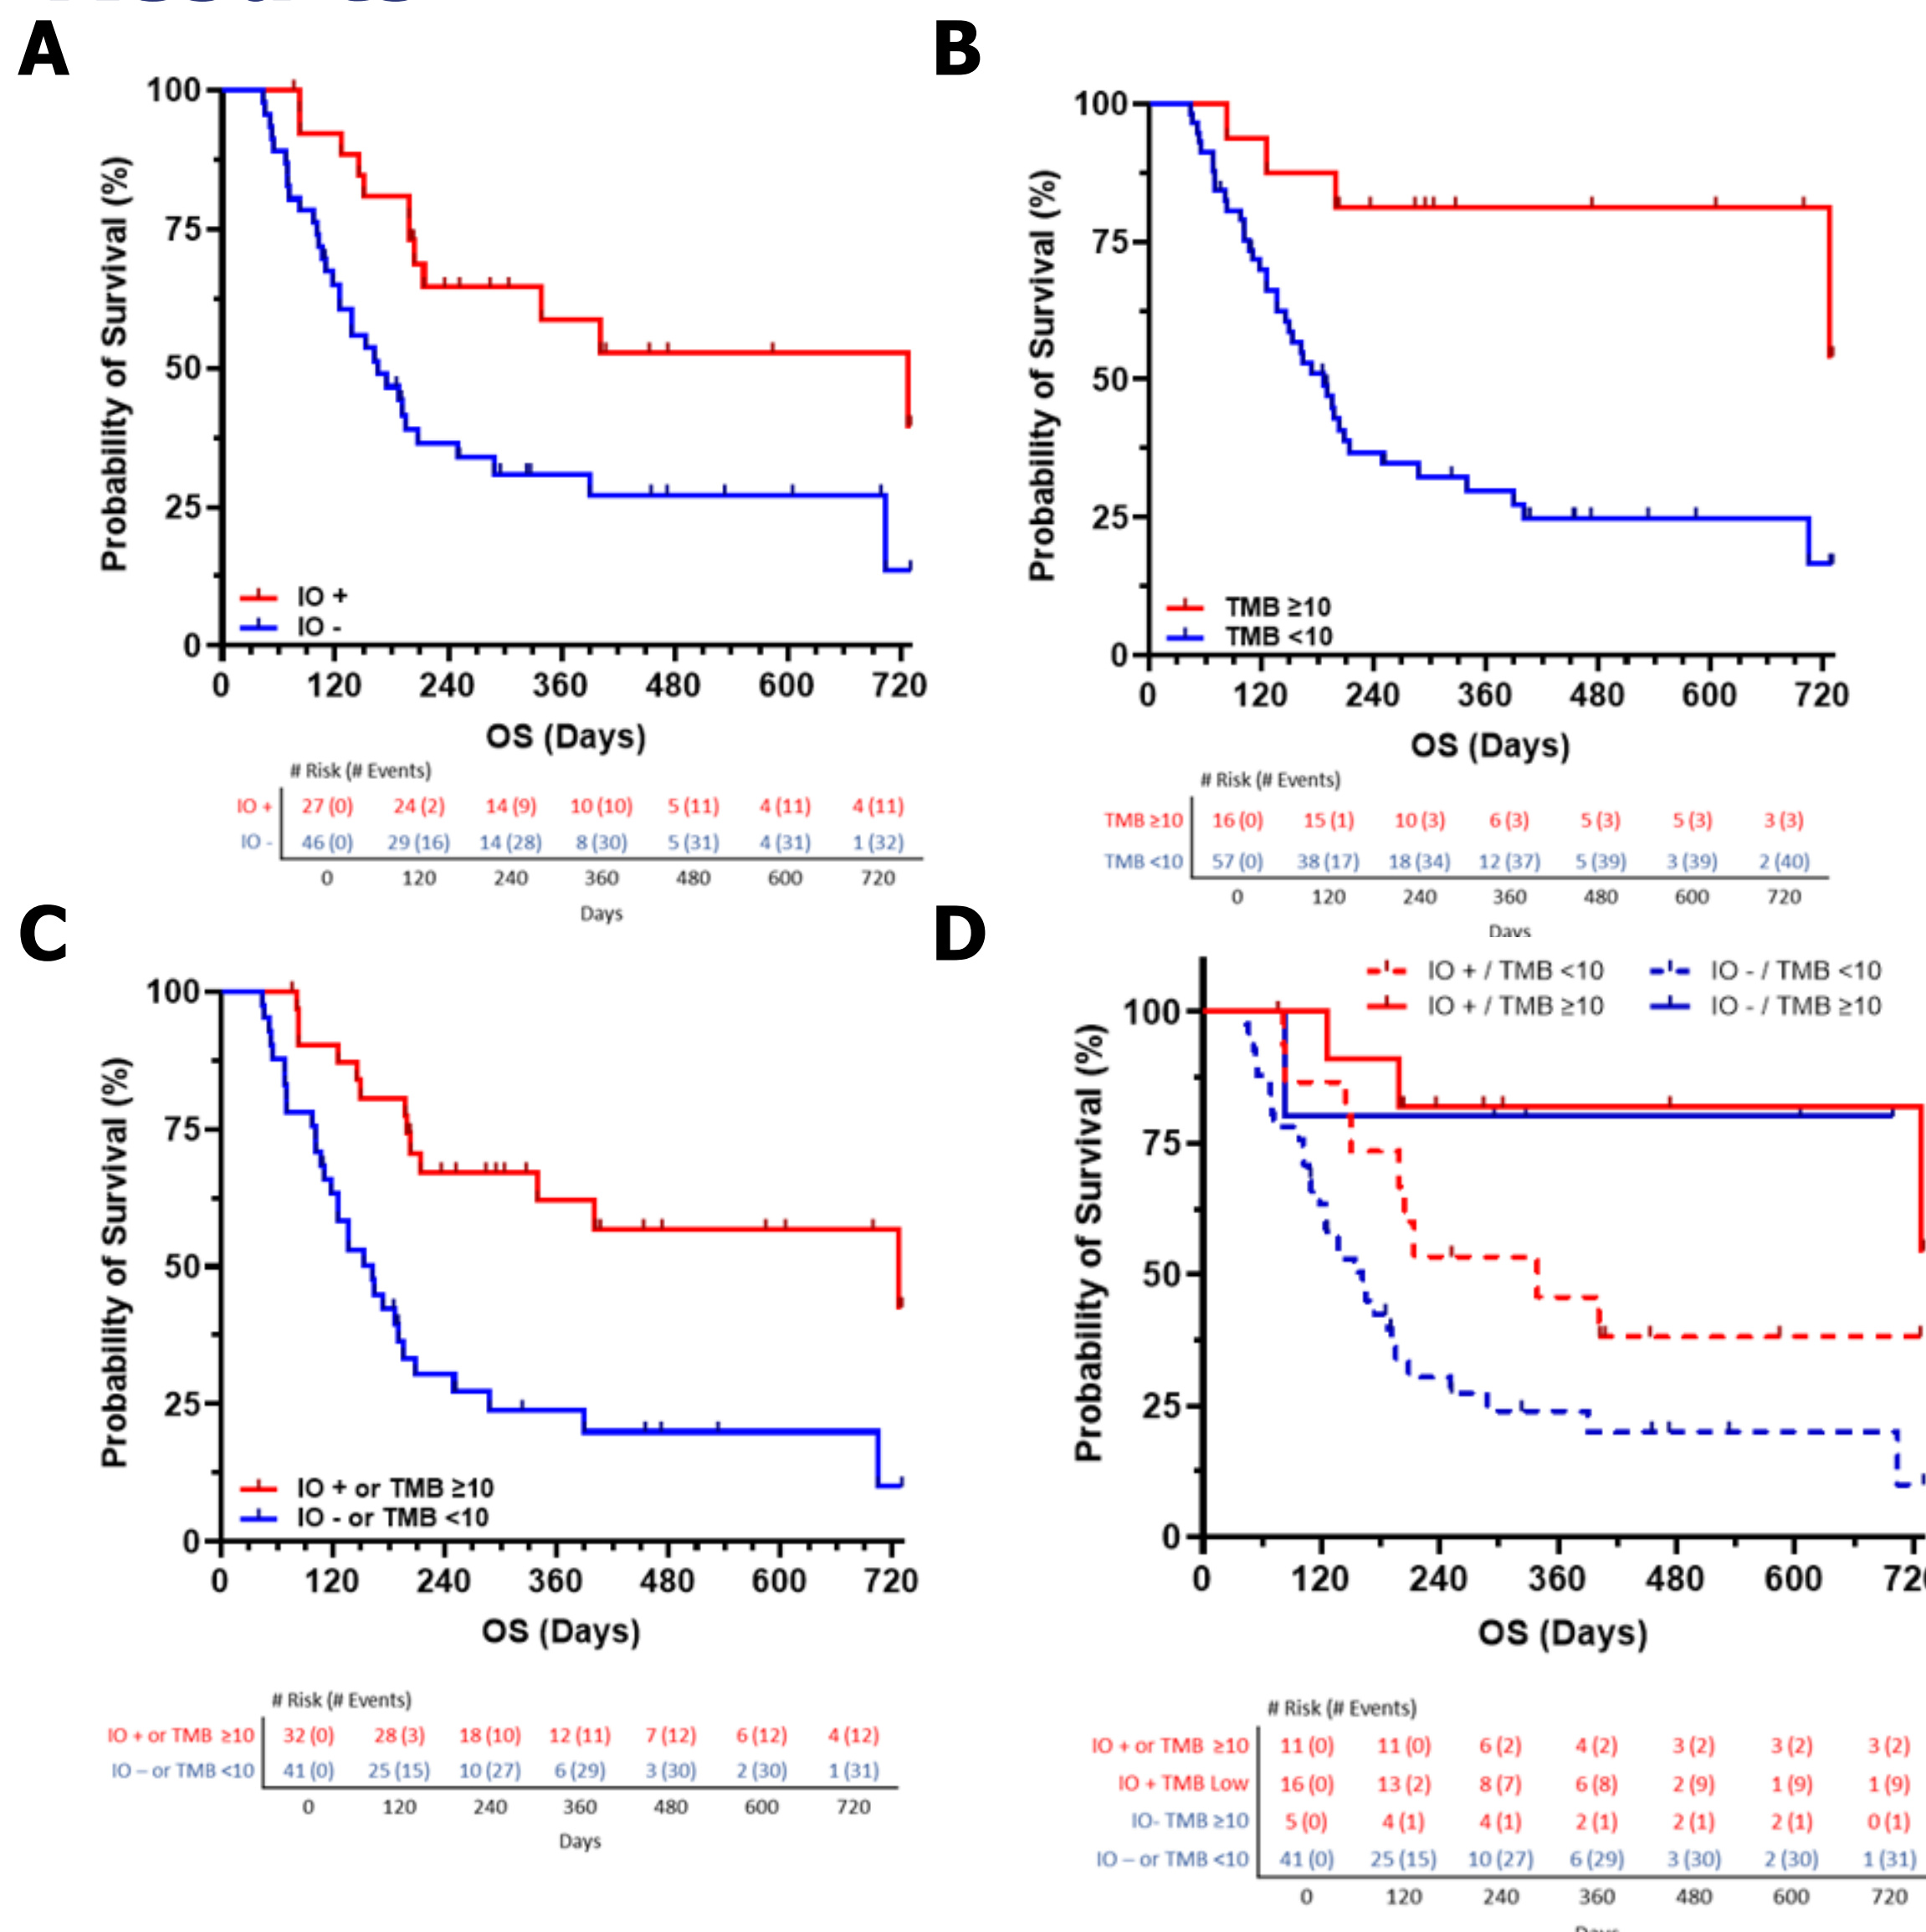 A
100
75
50
25
0
Probability of Survival (%)
IO +
IO -
0 120 240 360 480 600 720
OS (Days)
# Risk (# Events)
IO + 27 (0) 24 (2) 14 (9) 10 (10) 5 (11) 4 (11) 4 (11)
IO - 46 (0) 29 (16) 14 (28) 8 (30) 5 (31) 4 (31) 1 (32)
0 120 240 360 480 600 720
Days
B
100
75
50
25
0
Probability of Survival (%)
TMB ≥10
TMB <10
0 120 240 360 480 600 720
OS (Days)
# Risk (# Events)
TMB ≥10 16 (0) 15 (1) 10 (3) 6 (3) 5 (3) 5 (3) 3 (3)
TMB <10 57 (0) 38 (17) 18 (34) 12 (37) 5 (39) 3 (39) 2 (40)
0 120 240 360 480 600 720
Days
C
100
75
50
25
0
Probability of Survival (%)
IO + or TMB ≥10
IO - or TMB <10
0 120 240 360 480 600 720
OS (Days)
# Risk (# Events)
IO + or TMB ≥10 32 (0) 28 (3) 18 (10) 12 (11) 7 (12) 6 (12) 4 (12)
IO – or TMB <10 41 (0) 25 (15) 10 (27) 6 (29) 3 (30) 2 (30) 1 (31)
0 120 240 360 480 600 720
Days
D
IO + / TMB <10 IO - / TMB <10
IO + / TMB ≥10 IO - / TMB ≥10
100
75
50
25
0
Probability of Survival (%)
0 120 240 360 480 600 720
OS (Days)
# Risk (# Events)
IO + or TMB ≥10 11 (0) 11 (0) 6 (2) 4 (2) 3 (2) 3 (2) 3 (2)
IO + TMB Low 16 (0) 13 (2) 8 (7) 6 (8) 2 (9) 1 (9) 1 (9)
IO- TMB ≥10 5 (0) 4 (1) 4 (1) 2 (1) 2 (1) 2 (1) 0 (1)
IO – or TMB <10 41 (0) 25 (15) 10 (27) 6 (29) 3 (30) 2 (30) 1 (31)
0 120 240 360 480 600 720
Days